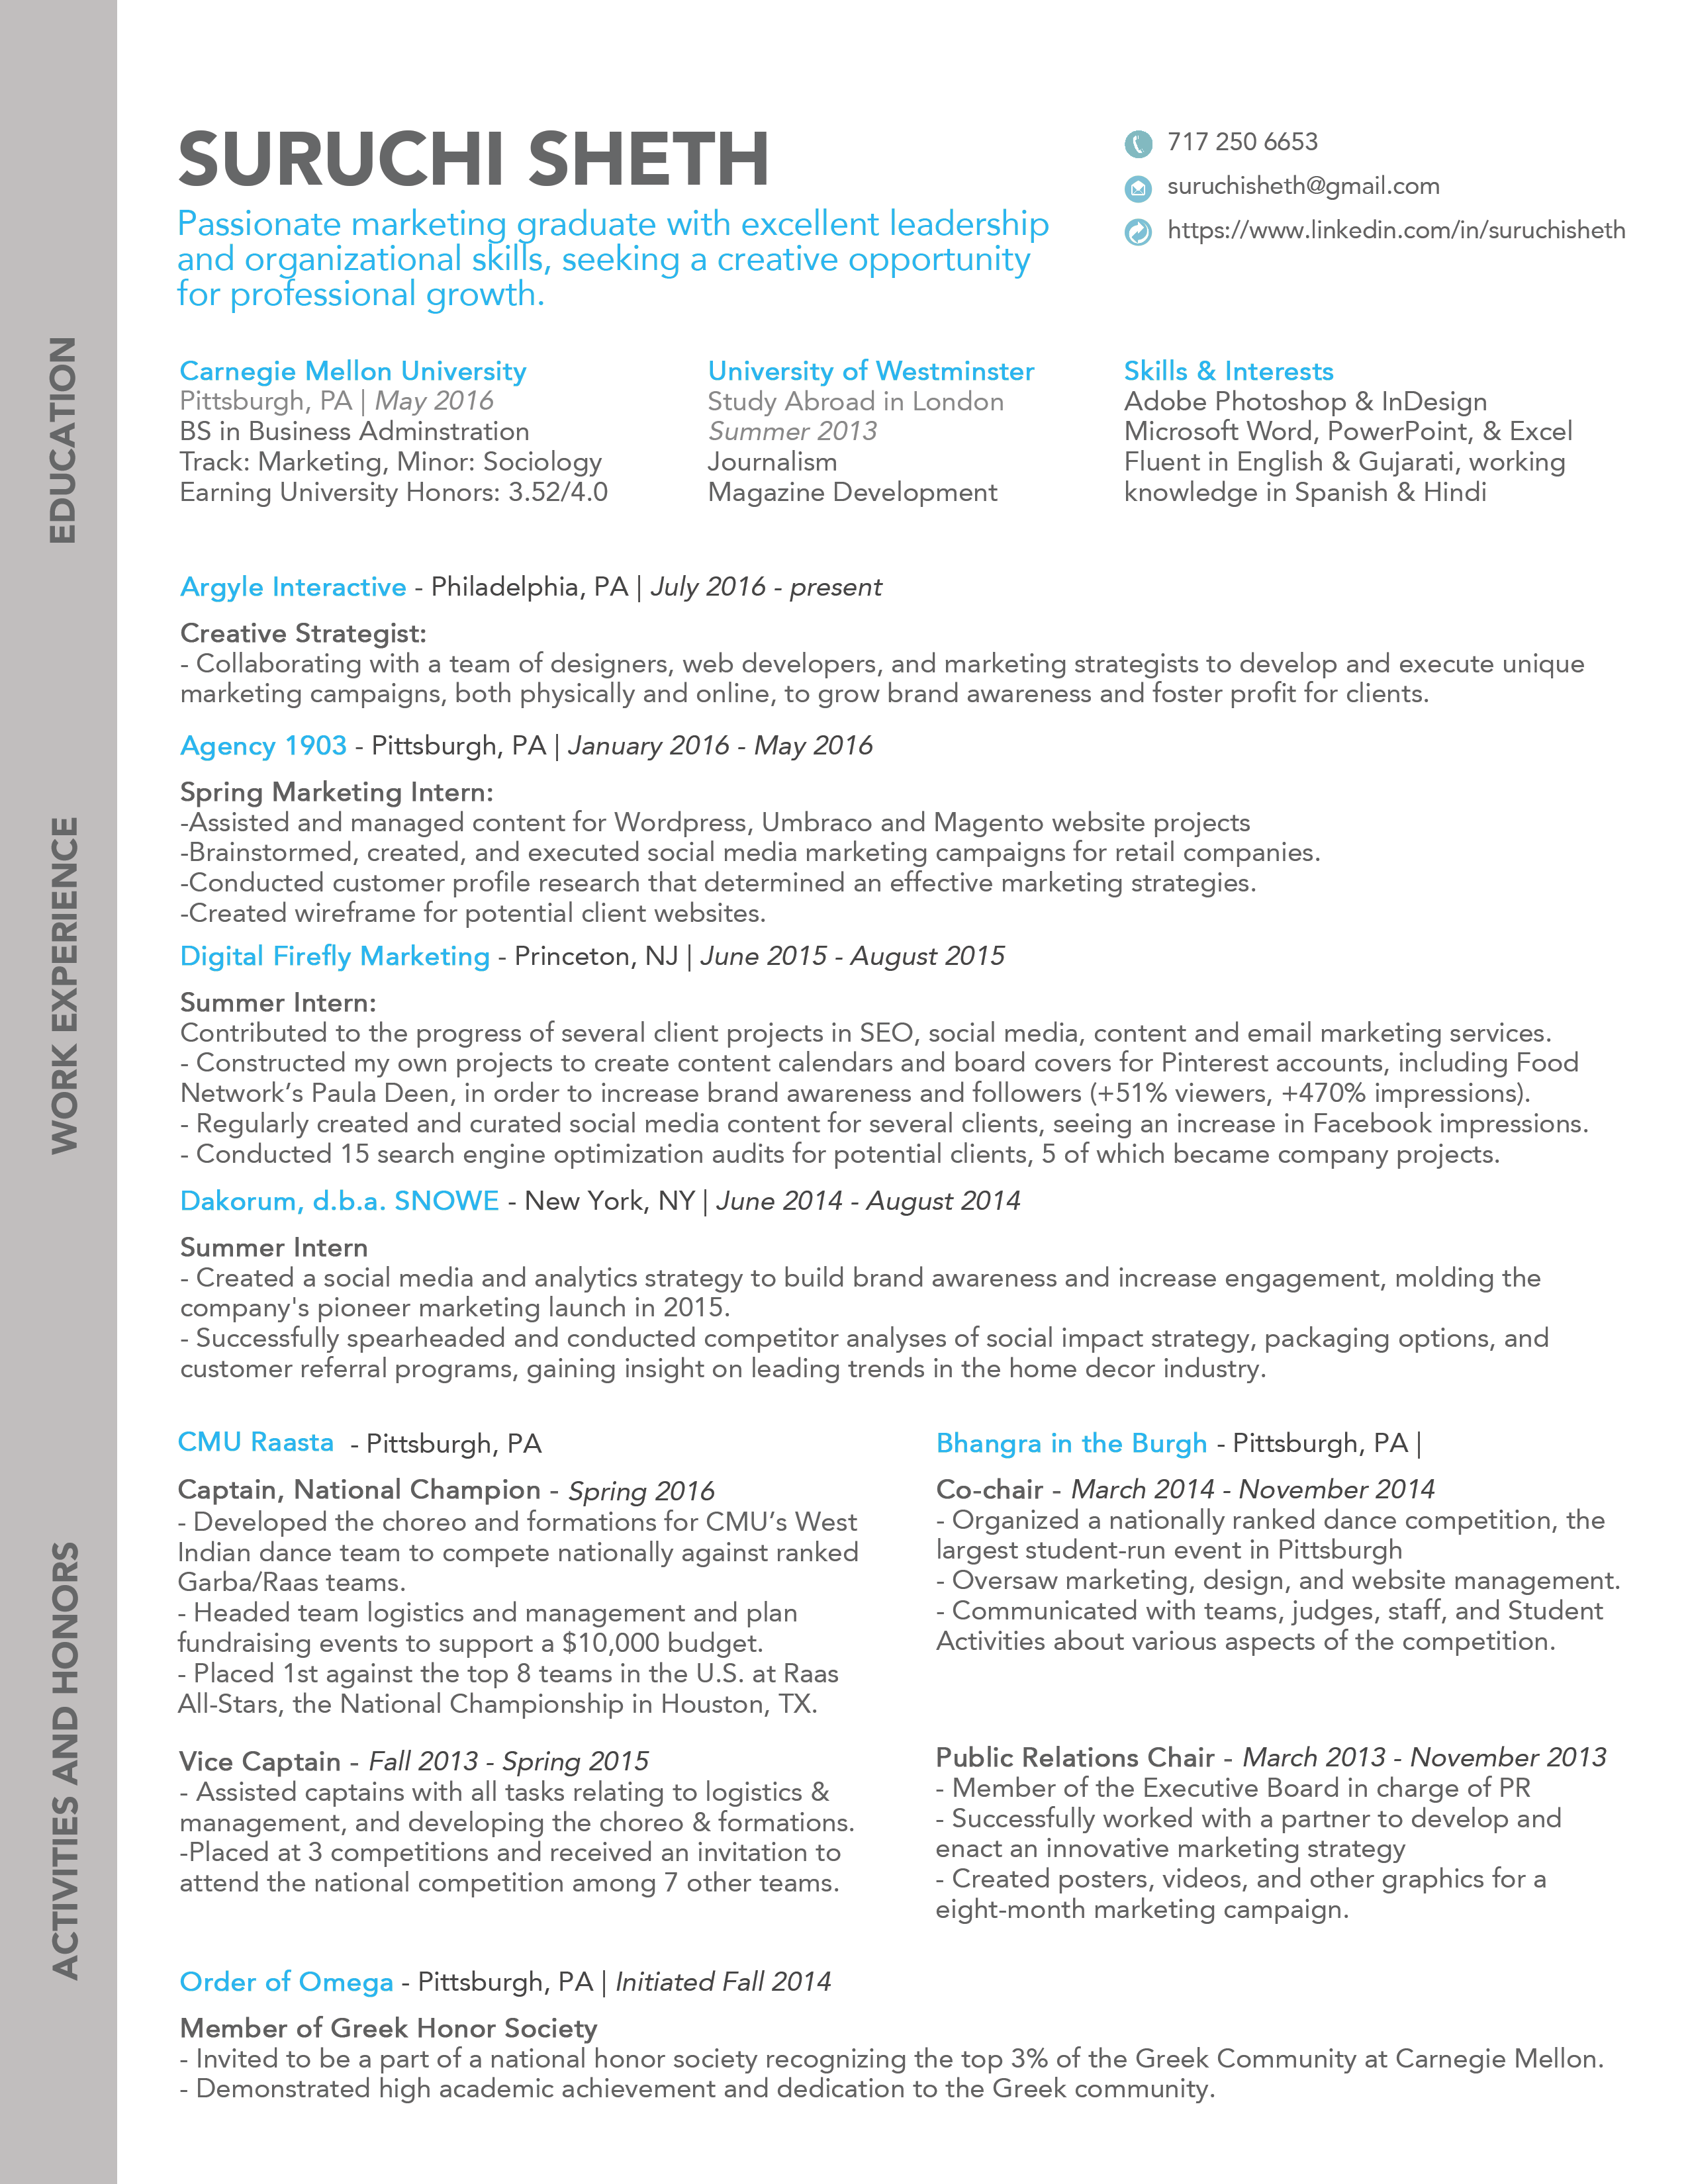 SURUCHI SHETH
Passionate marketing graduate with excellent leadership
and organizational skills, seeking a creative opportunity
for professional growth.
717 250 6653
suruchisheth@gmail.com
https://www.linkedin.com/in/suruchisheth
EDUCATION
Carnegie Mellon University
Pittsburgh, PA | May 2016
BS in Business Adminstration
Track: Marketing, Minor: Sociology
Earning University Honors: 3.52/4.0
University of Westminster
Study Abroad in London
Summer 2013
Journalism
Magazine Development
Skills & Interests
Adobe Photoshop & InDesign
Microsoft Word, PowerPoint, & Excel
Fluent in English & Gujarati, working
knowledge in Spanish & Hindi
WORK EXPERIENCE
Argyle Interactive - Philadelphia, PA | July 2016 - present
Creative Strategist:
- Collaborating with a team of designers, web developers, and marketing strategists to develop and execute unique
marketing campaigns, both physically and online, to grow brand awareness and foster profit for clients.
Agency 1903 - Pittsburgh, PA | January 2016 - May 2016
Spring Marketing Intern:
-Assisted and managed content for Wordpress, Umbraco and Magento website projects
-Brainstormed, created, and executed social media marketing campaigns for retail companies.
-Conducted customer profile research that determined an effective marketing strategies.
-Created wireframe for potential client websites.
Digital Firefly Marketing - Princeton, NJ | June 2015 - August 2015
Summer Intern:
Contributed to the progress of several client projects in SEO, social media, content and email marketing services.
- Constructed my own projects to create content calendars and board covers for Pinterest accounts, including Food
Network’s Paula Deen, in order to increase brand awareness and followers (+51% viewers, +470% impressions).
- Regularly created and curated social media content for several clients, seeing an increase in Facebook impressions.
- Conducted 15 search engine optimization audits for potential clients, 5 of which became company projects.
Dakorum, d.b.a. SNOWE - New York, NY | June 2014 - August 2014
Summer Intern
- Created a social media and analytics strategy to build brand awareness and increase engagement, molding the
company's pioneer marketing launch in 2015.
- Successfully spearheaded and conducted competitor analyses of social impact strategy, packaging options, and
customer referral programs, gaining insight on leading trends in the home decor industry.
ACTIVITIES AND HONORS
CMU Raasta - Pittsburgh, PA
Captain, National Champion - Spring 2016
- Developed the choreo and formations for CMU’s West
Indian dance team to compete nationally against ranked
Garba/Raas teams.
- Headed team logistics and management and plan
fundraising events to support a $10,000 budget.
- Placed 1st against the top 8 teams in the U.S. at Raas
All-Stars, the National Championship in Houston, TX.
Vice Captain - Fall 2013 - Spring 2015
- Assisted captains with all tasks relating to logistics &
management, and developing the choreo & formations.
-Placed at 3 competitions and received an invitation to
attend the national competition among 7 other teams.
Bhangra in the Burgh - Pittsburgh, PA |
Co-chair - March 2014 - November 2014
- Organized a nationally ranked dance competition, the
largest student-run event in Pittsburgh
- Oversaw marketing, design, and website management.
- Communicated with teams, judges, staff, and Student
Activities about various aspects of the competition.
Public Relations Chair - March 2013 - November 2013
- Member of the Executive Board in charge of PR
- Successfully worked with a partner to develop and
enact an innovative marketing strategy
- Created posters, videos, and other graphics for a
eight-month marketing campaign.
Order of Omega - Pittsburgh, PA | Initiated Fall 2014
Member of Greek Honor Society
- Invited to be a part of a national honor society recognizing the top 3% of the Greek Community at Carnegie Mellon.
- Demonstrated high academic achievement and dedication to the Greek community.